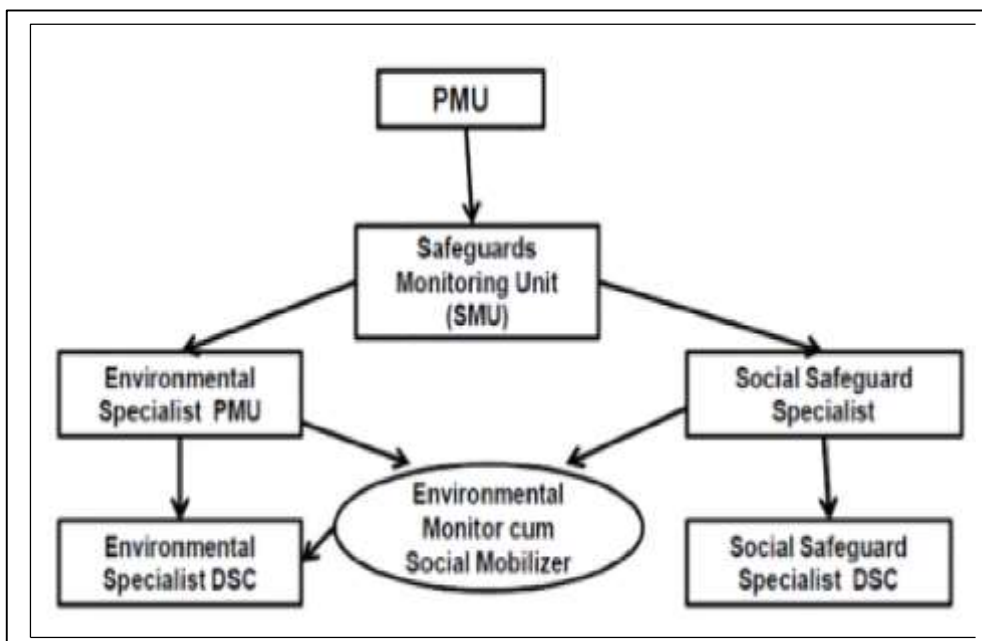 PMU
Safeguards
Monitoring Unit
(SMU)
Environmental
Specialist PMU
Social Safeguard
Specialist
Environmental
Monitor cum
Social Mobilizer
Environmental
Specialist DSC
Social Safeguard
Specialist DSC